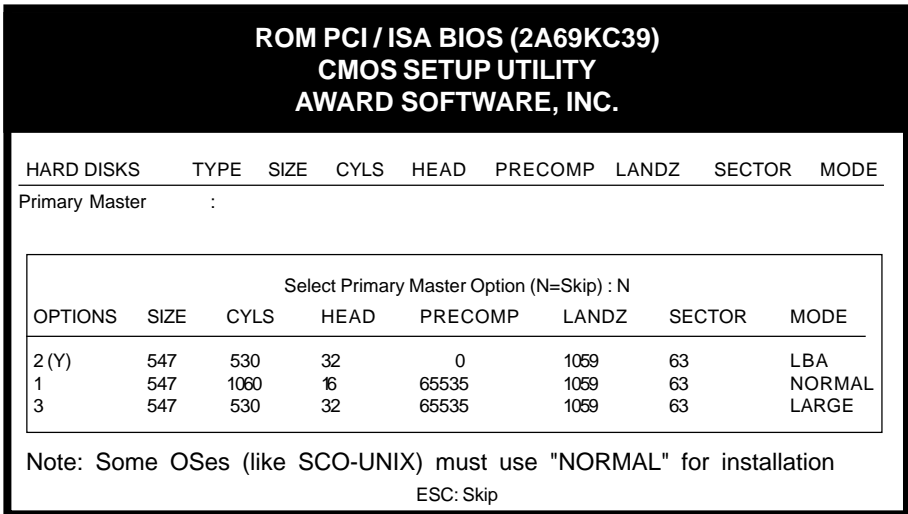 ROM PCI / ISA BIOS (2A69KC39)
CMOS SETUP UTILITY
AWARD SOFTWARE, INC.
HARD DISKS TYPE SIZE CYLS HEAD PRECOMP LANDZ SECTOR MODE
Primary Master :
Select Primary Master Option (N=Skip) : N
OPTIONS SIZE CYLS HEAD PRECOMP LANDZ SECTOR MODE
2 (Y) 547 530 32 0 1059 63 LBA
1 547 1060 16 65535 1059 63 NORMAL
3 547 530 32 65535 1059 63 LARGE
Note: Some OSes (like SCO-UNIX) must use "NORMAL" for installation
ESC: Skip